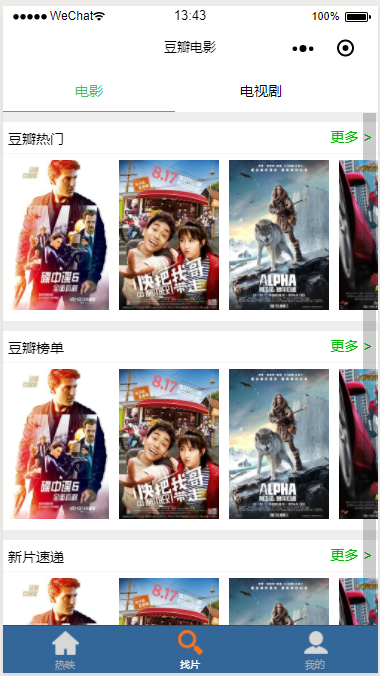 WeChat 13:43 100%
豆瓣电影
电影 电视剧
豆瓣热门 更多 >
碟中谍6
全面瓦解
8.17
快把我哥带走
ALPHA
豆瓣榜单 更多 >
碟中谍6
全面瓦解
8.17
快把我哥带走
ALPHA
新片速递 更多 >
8.17
热映 找片 我的